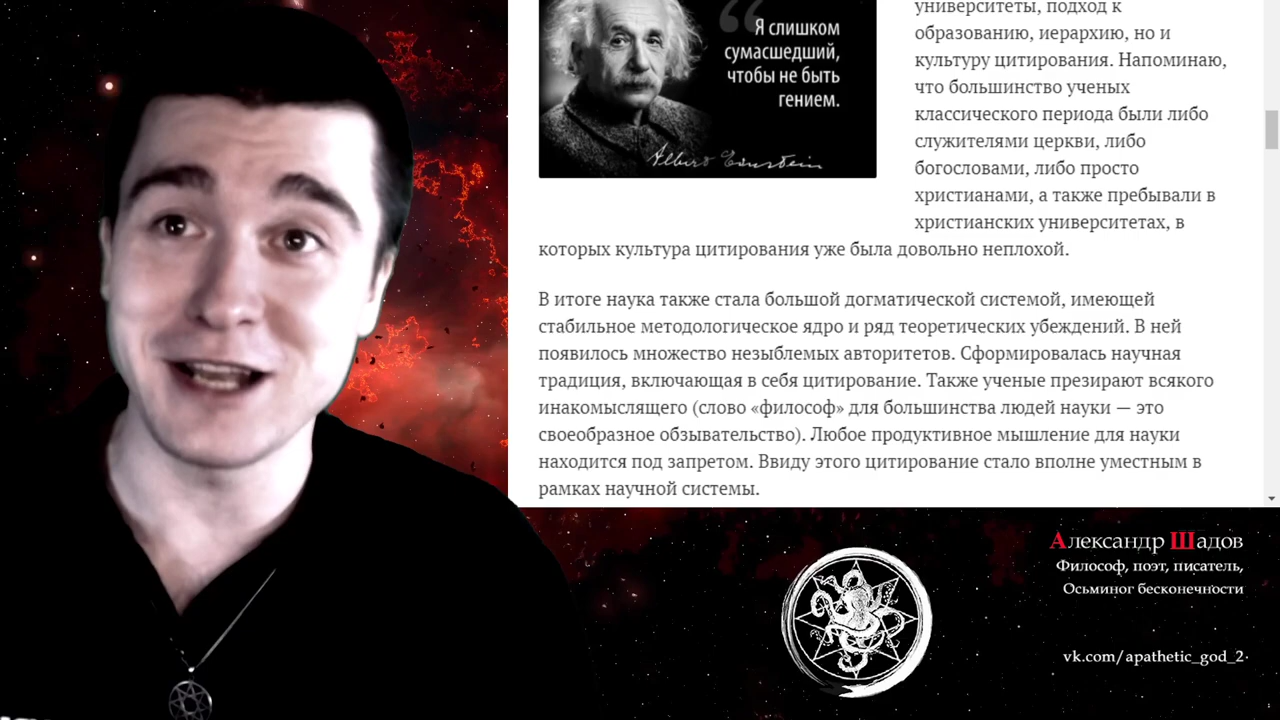 Я слишком
сумасшедший,
чтобы не быть
гением.
Albert Einstein
университеты, подход к
образованию, иерархию, но и
культуру цитирования. Напоминаю,
что большинство ученых
классического периода были либо
служителями церкви, либо
богословами, либо просто
христианами, а также пребывали в
христианских университетах, в
которых культура цитирования уже была довольно неплохой.
В итоге наука также стала большой догматической системой, имеющей
стабильное методологическое ядро и ряд теоретических убеждений. В ней
появилось множество незыблемых авторитетов. Сформировалась научная
традиция, включающая в себя цитирование. Также ученые презирают всякого
инакомыслящего (слово «философ» для большинства людей науки — это
своеобразное обзывательство). Любое продуктивное мышление для науки
находится под запретом. Ввиду этого цитирование стало вполне уместным в
рамках научной системы.
Александр Шадов
Философ, поэт, писатель,
Осьминог бесконечности
vk.com/apathetic_god_2